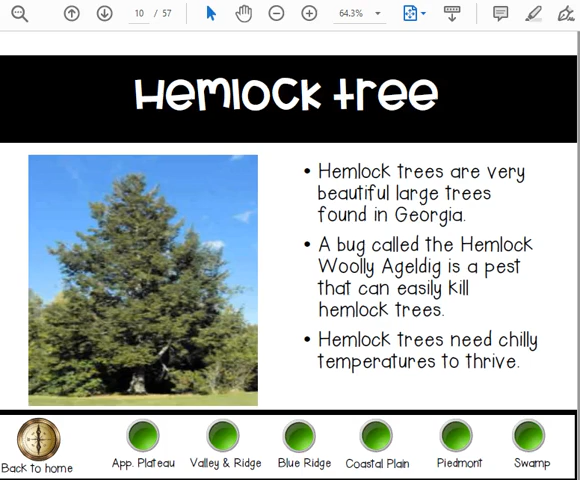 10 / 57 64.3%
Hemlock tree
• Hemlock trees are very
beautiful large trees
found in Georgia.
• A bug called the Hemlock
Woolly Ageldig is a pest
that can easily kill
hemlock trees.
• Hemlock trees need chilly
temperatures to thrive.
Back to home
App. Plateau
Valley & Ridge
Blue Ridge
Coastal Plain
Piedmont
Swamp